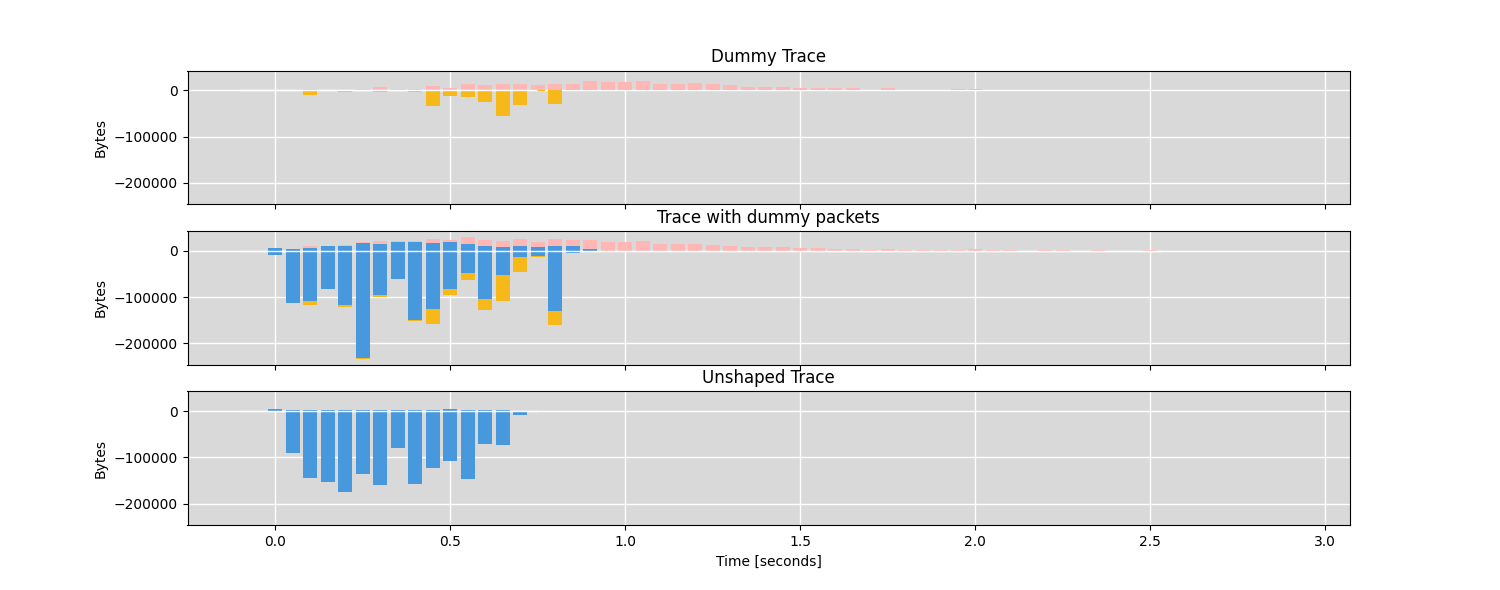 Dummy Trace
0
−100000
−200000
Bytes
Trace with dummy packets
0
−100000
−200000
Bytes
Unshaped Trace
0
−100000
−200000
Bytes
0.0 0.5 1.0 1.5 2.0 2.5 3.0
Time [seconds]